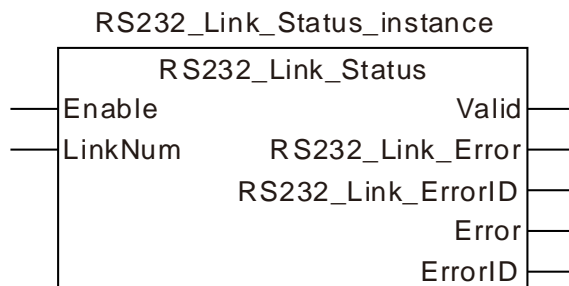 RS232_Link_Status_instance
RS232_Link_Status
Enable Valid
LinkNum RS232_Link_Error
RS232_Link_ErrorID
Error
ErrorID